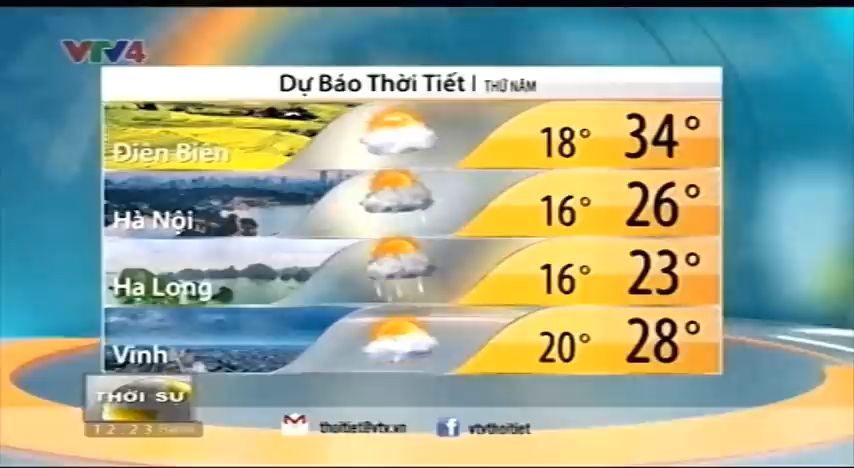 VTV4
Dự Báo Thời Tiết | THỨ NĂM
Điện Biên 18° 34°
Hà Nội 16° 26°
Hạ Long 16° 23°
Vinh 20° 28°
THỜI SỰ
12:23 Hanoi
thoitiet@vtv.vn vtvthoitiet